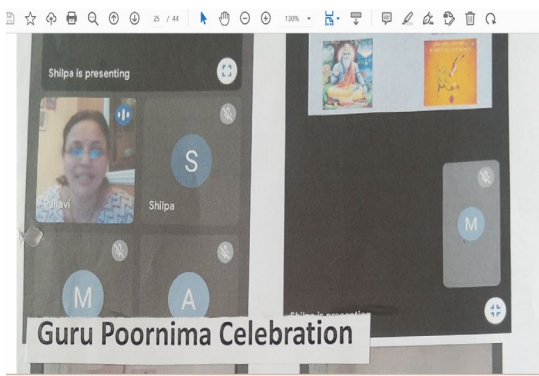 25 / 44
130%
Shilpa is presenting
Pallavi
S
Shilpa
M
A
M
Shilpa is presenting
Guru Poornima Celebration